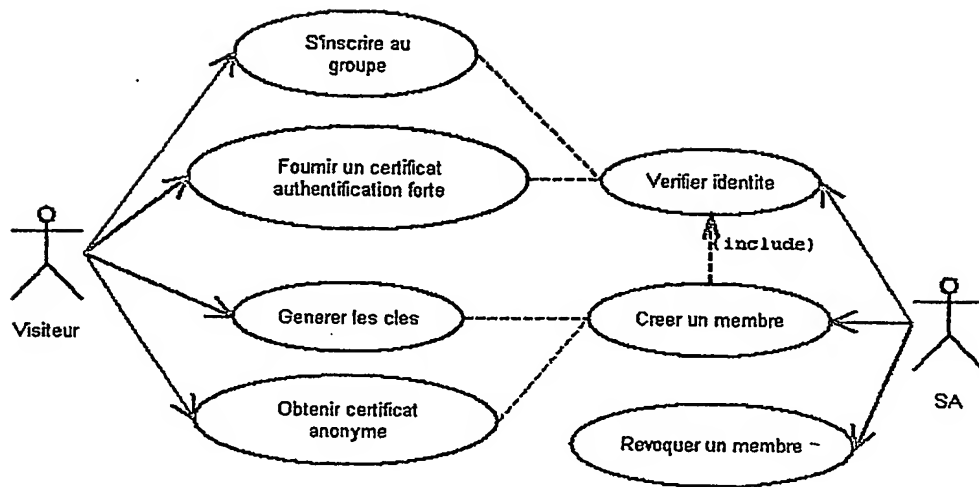 S'inscrire au
groupe
Fournir un certificat
authentification forte
Verifier identite
(include)
Visiteur
Generer les cles
Creer un membre
SA
Obtenir certificat
anonyme
Revoquer un membre